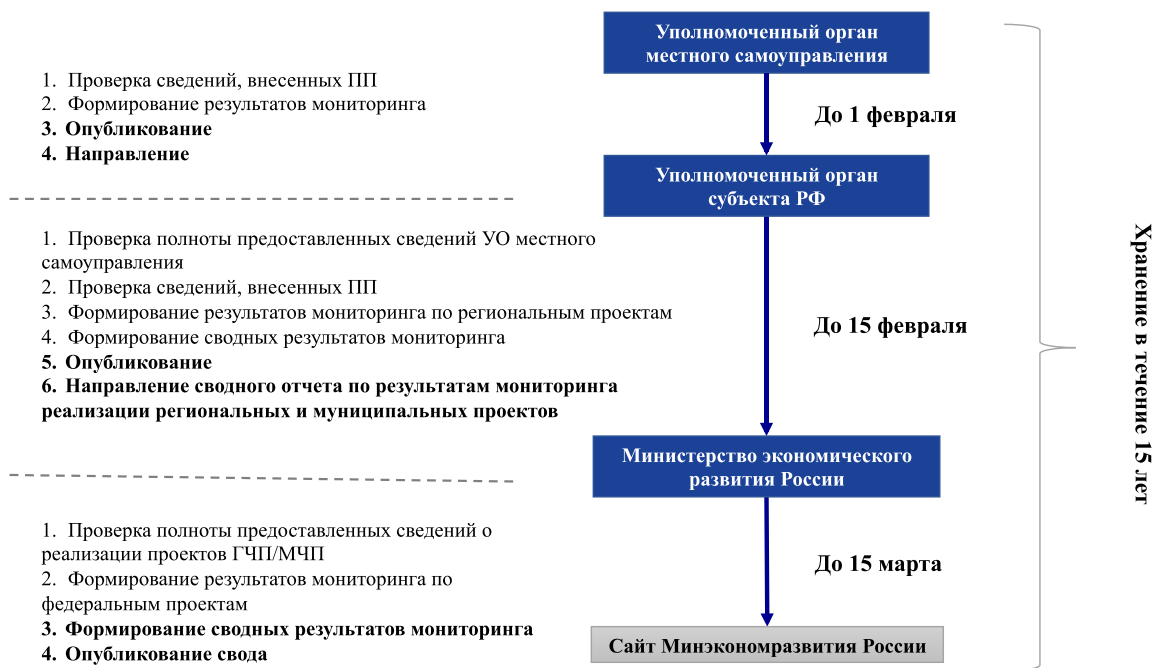 Уполномоченный орган
местного самоуправления
1. Проверка сведений, внесенных ПП
2. Формирование результатов мониторинга
3. Опубликование
4. Направление
До 1 февраля
Уполномоченный орган
субъекта РФ
1. Проверка полноты предоставленных сведений УО местного
самоуправления
2. Проверка сведений, внесенных ПП
3. Формирование результатов мониторинга по региональным проектам
4. Формирование сводных результатов мониторинга
5. Опубликование
6. Направление сводного отчета по результатам мониторинга
реализации региональных и муниципальных проектов
До 15 февраля
Министерство экономического
развития России
1. Проверка полноты предоставленных сведений о
реализации проектов ГЧП/МЧП
2. Формирование результатов мониторинга по
федеральным проектам
3. Формирование сводных результатов мониторинга
4. Опубликование свода
До 15 марта
Сайт Минэкономразвития России
Хранение в течение 15 лет